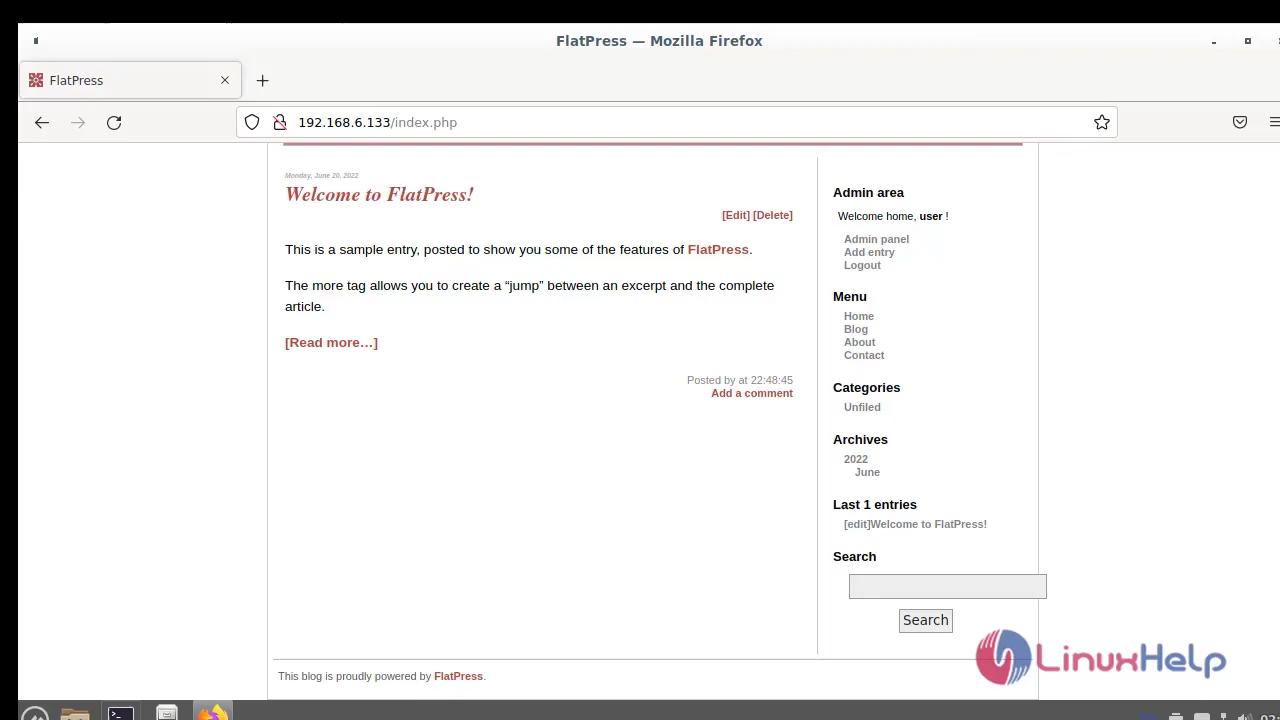 FlatPress — Mozilla Firefox
FlatPress
192.168.6.133/index.php
Monday, June 20, 2022
Welcome to FlatPress!
[Edit] [Delete]
This is a sample entry, posted to show you some of the features of FlatPress.
The more tag allows you to create a “jump” between an excerpt and the complete
article.
[Read more…]
Posted by at 22:48:45
Add a comment
Admin area
Welcome home, user !
Admin panel
Add entry
Logout
Menu
Home
Blog
About
Contact
Categories
Unfiled
Archives
2022
June
Last 1 entries
[edit]Welcome to FlatPress!
Search
Search
This blog is proudly powered by FlatPress.
LinuxHelp